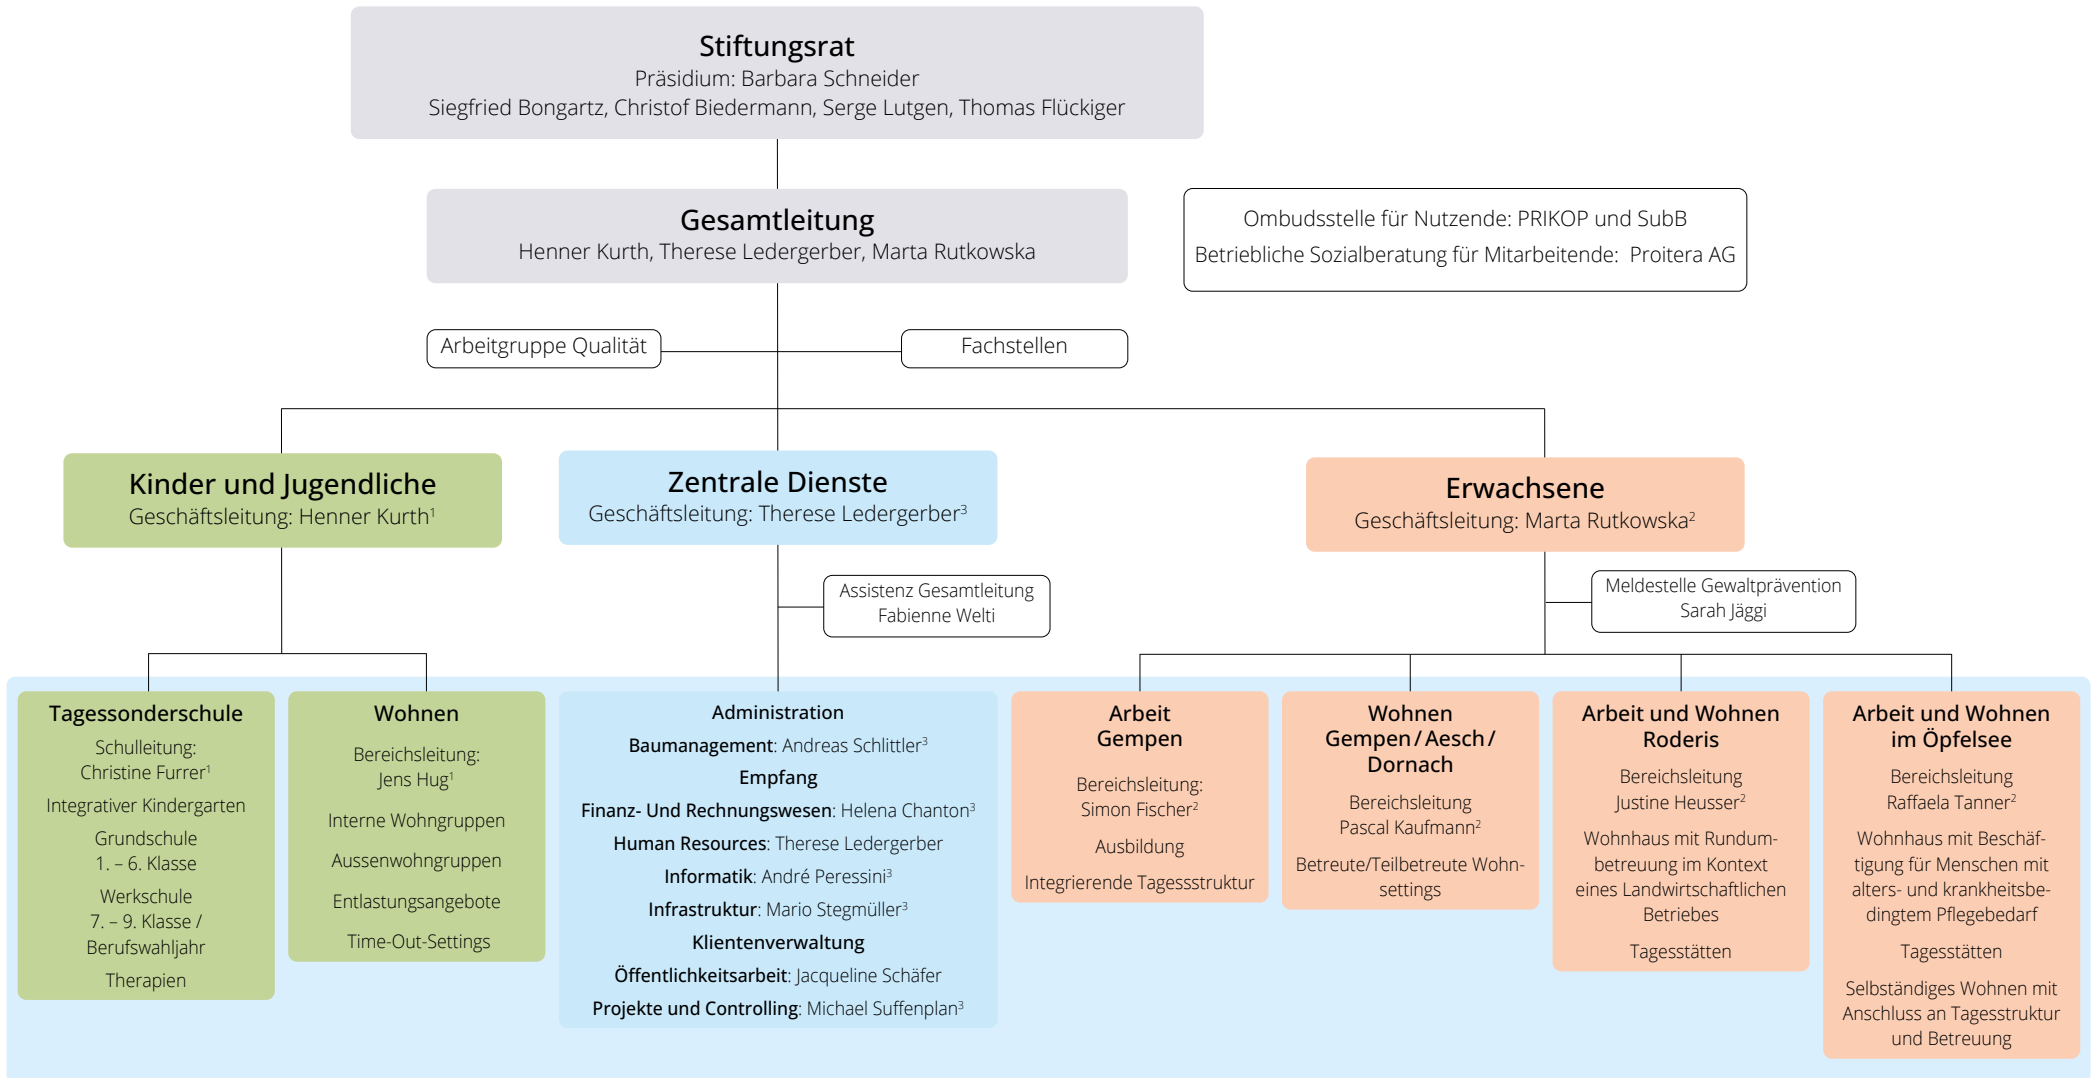 Stiftungsrat
Präsidium: Barbara Schneider
Siegfried Bongartz, Christof Biedermann, Serge Lutgen, Thomas Flückiger
Gesamtleitung
Henner Kurth, Therese Ledergerber, Marta Rutkowska
Ombudsstelle für Nutzende: PRIKOP und SubB
Betriebliche Sozialberatung für Mitarbeitende: Proitera AG
Arbeitgruppe Qualität
Fachstellen
Kinder und Jugendliche
Geschäftsleitung: Henner Kurth¹
Zentrale Dienste
Geschäftsleitung: Therese Ledergerber³
Erwachsene
Geschäftsleitung: Marta Rutkowska²
Assistenz Gesamtleitung
Fabienne Welti
Meldestelle Gewaltprävention
Sarah Jäggi
Tagessonderschule
Schulleitung:
Christine Furrer¹
Integrativer Kindergarten
Grundschule
1. – 6. Klasse
Werkschule
7. – 9. Klasse /
Berufswahljahr
Therapien
Wohnen
Bereichsleitung:
Jens Hug¹
Interne Wohngruppen
Aussenwohngruppen
Entlastungsangebote
Time-Out-Settings
Administration
Baumanagement: Andreas Schlittler³
Empfang
Finanz- Und Rechnungswesen: Helena Chanton³
Human Resources: Therese Ledergerber
Informatik: André Peressini³
Infrastruktur: Mario Stegmüller³
Klientenverwaltung
Öffentlichkeitsarbeit: Jacqueline Schäfer
Projekte und Controlling: Michael Suffenplan³
Arbeit
Gempen
Bereichsleitung:
Simon Fischer²
Ausbildung
Integrierende Tagessstruktur
Wohnen
Gempen / Aesch /
Dornach
Bereichsleitung
Pascal Kaufmann²
Betreute/Teilbetreute Wohn-
settings
Arbeit und Wohnen
Roderis
Bereichsleitung
Justine Heusser²
Wohnhaus mit Rundum-
betreuung im Kontext
eines Landwirtschaftlichen
Betriebes
Tagesstätten
Arbeit und Wohnen
im Öpfelsee
Bereichsleitung
Raffaela Tanner²
Wohnhaus mit Beschäf-
tigung für Menschen mit
alters- und krankheitsbe-
dingtem Pflegebedarf
Tagesstätten
Selbständiges Wohnen mit
Anschluss an Tagesstruktur
und Betreuung